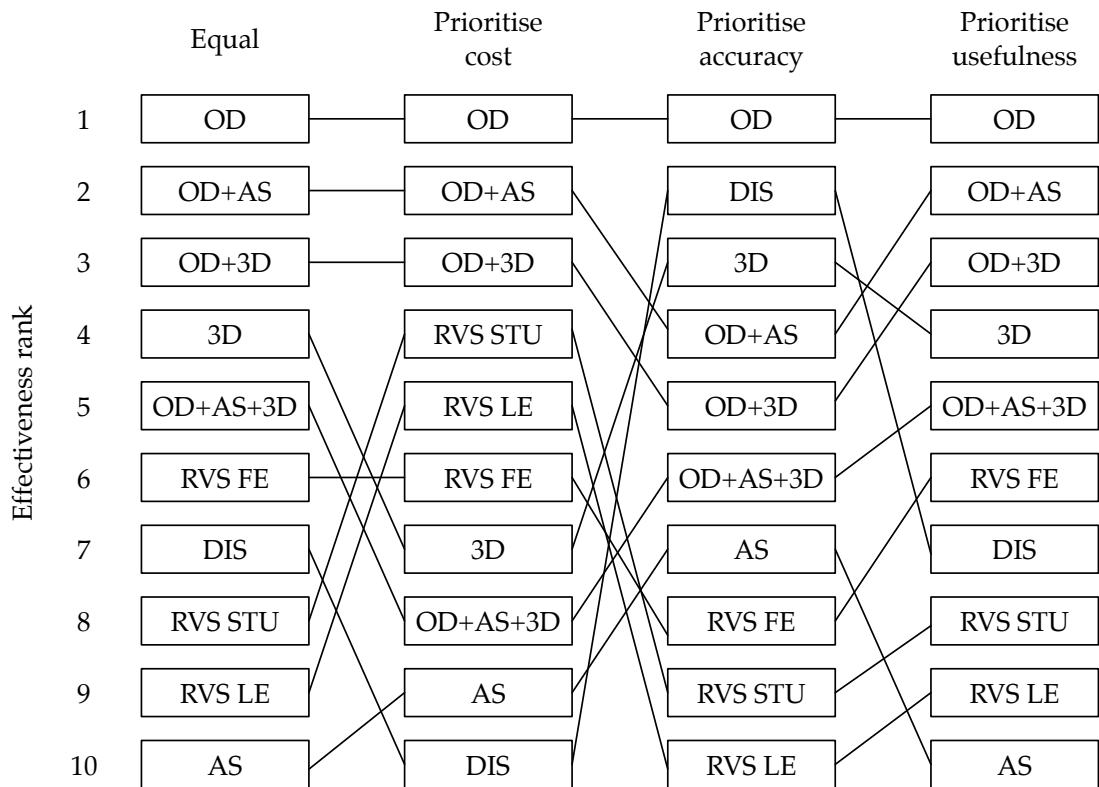 Equal
Prioritise
cost
Prioritise
accuracy
Prioritise
usefulness
Effectiveness rank
1 OD OD OD OD
2 OD+AS OD+AS DIS OD+AS
3 OD+3D OD+3D 3D OD+3D
4 3D RVS STU OD+AS 3D
5 OD+AS+3D RVS LE OD+3D OD+AS+3D
6 RVS FE RVS FE OD+AS+3D RVS FE
7 DIS 3D AS DIS
8 RVS STU OD+AS+3D RVS FE RVS STU
9 RVS LE AS RVS STU RVS LE
10 AS DIS RVS LE AS